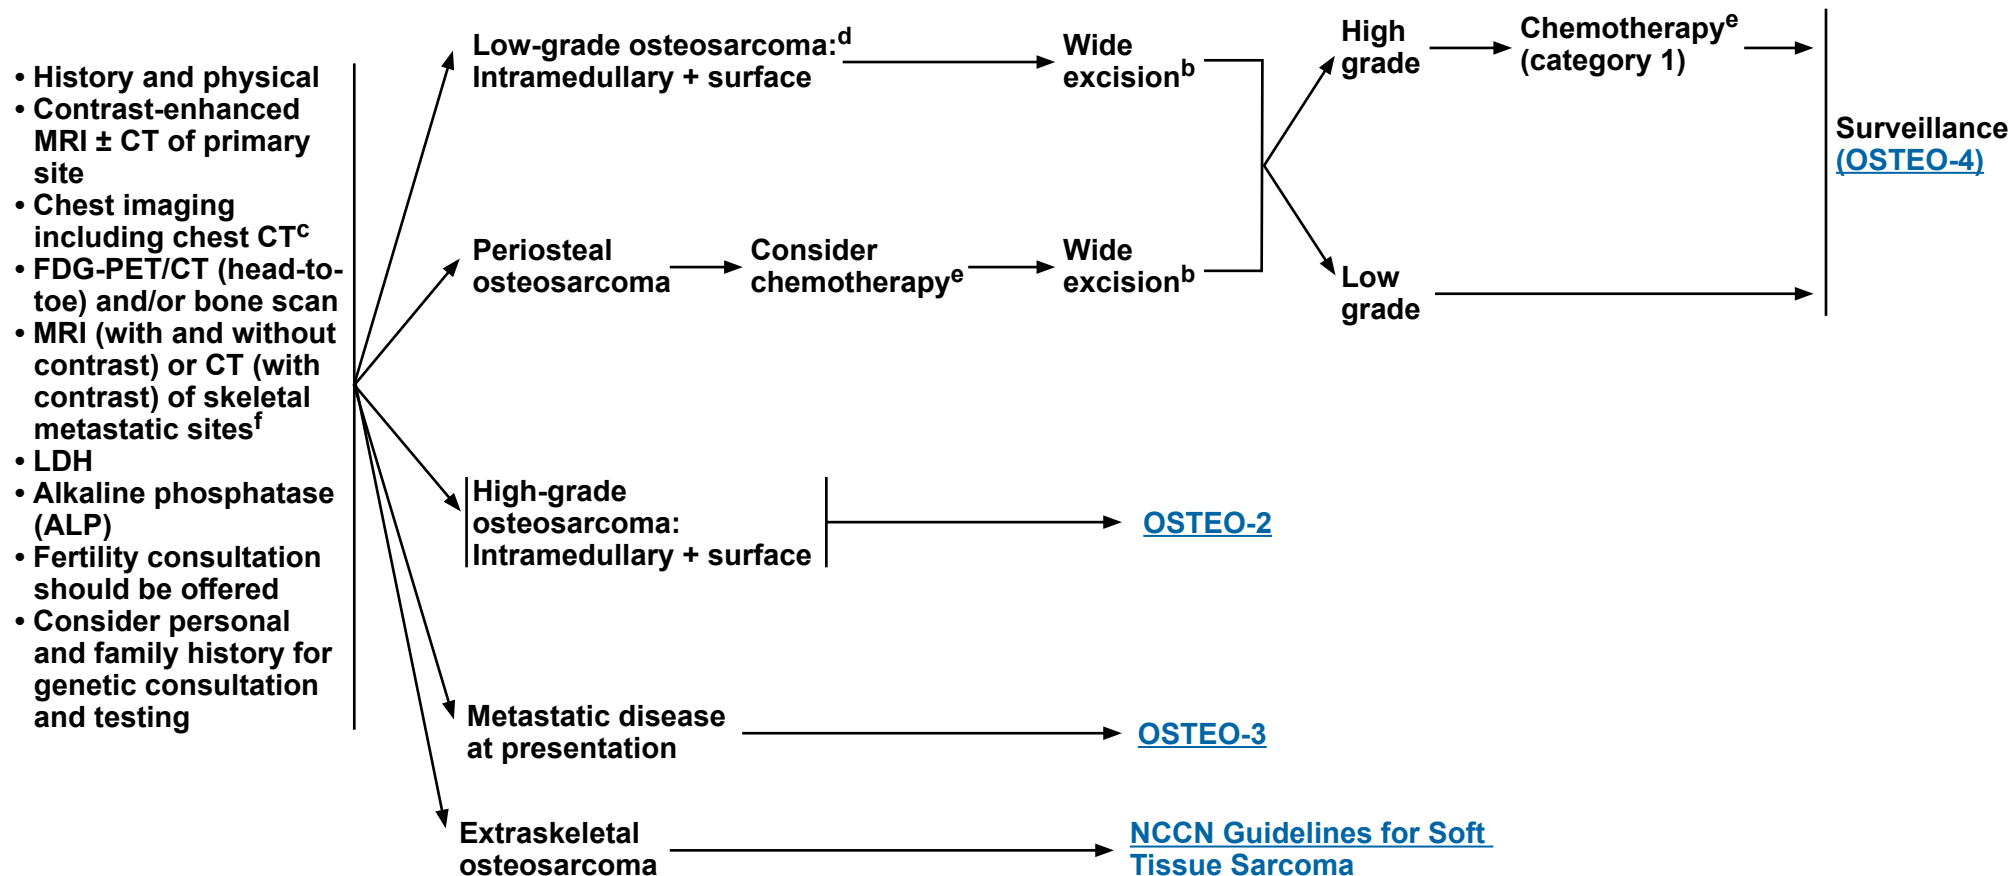 • History and physical
• Contrast-enhanced
MRI ± CT of primary
site
• Chest imaging
including chest CTc
• FDG-PET/CT (head-to-
toe) and/or bone scan
• MRI (with and without
contrast) or CT (with
contrast) of skeletal
metastatic sitesf
• LDH
• Alkaline phosphatase
(ALP)
• Fertility consultation
should be offered
• Consider personal
and family history for
genetic consultation
and testing
Low-grade osteosarcoma:d
Intramedullary + surface
Wide
excisionb
Periosteal
osteosarcoma
Consider
chemotherapye
Wide
excisionb
High
grade
Chemotherapye
(category 1)
Low
grade
Surveillance
(OSTEO-4)
High-grade
osteosarcoma:
Intramedullary + surface
OSTEO-2
Metastatic disease
at presentation
OSTEO-3
Extraskeletal
osteosarcoma
NCCN Guidelines for Soft
Tissue Sarcoma